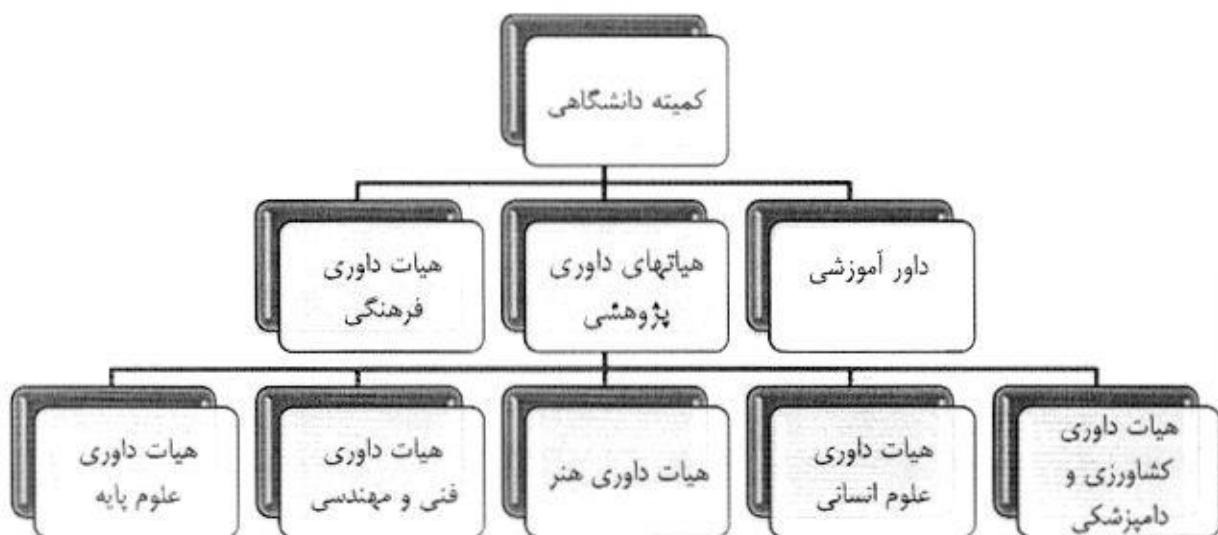 کمیته دانشگاهی
داور آموزشی
هیاتهای داوری
پژوهشی
هیات داوری
فرهنگی
هیات داوری
کشاورزی و
دامپزشکی
هیات داوری
علوم انسانی
هیات داوری هنر
هیات داوری
فنی و مهندسی
هیات داوری
علوم پایه